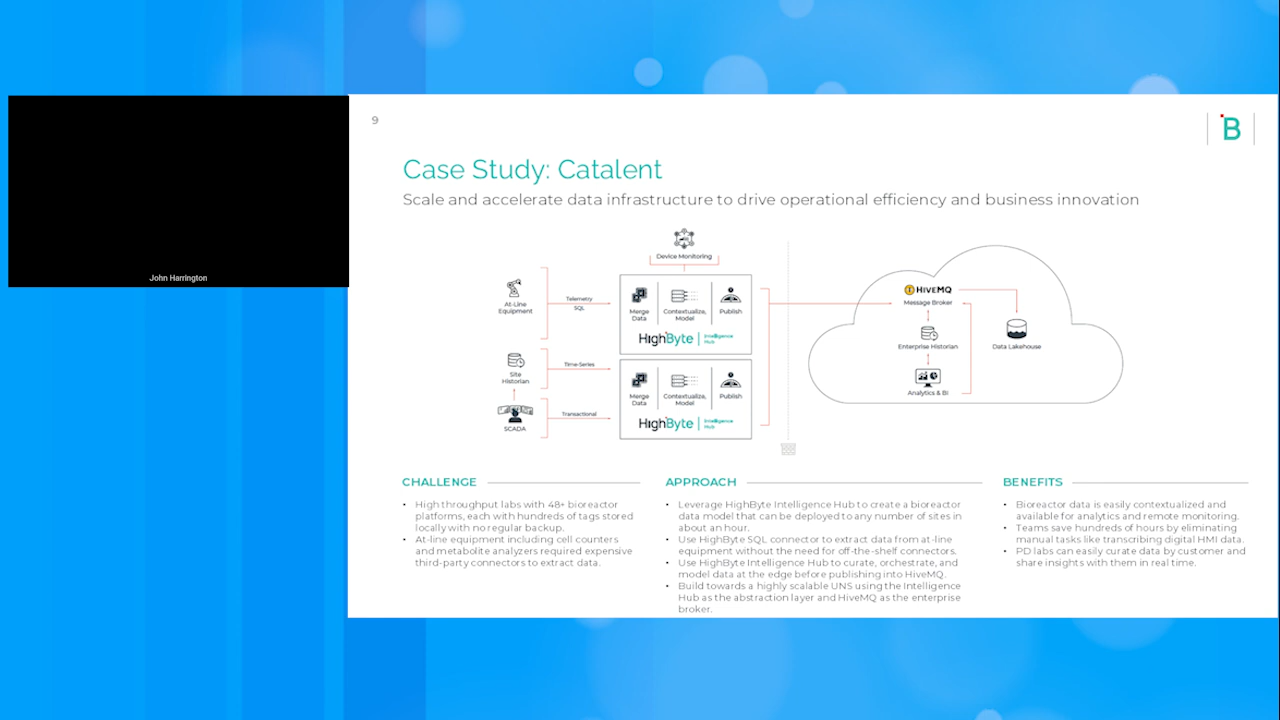 John Harrington
9
B
Case Study: Catalent
Scale and accelerate data infrastructure to drive operational efficiency and business innovation
Device Monitoring
At-Line
Equipment
Telemetry
SQL
Merge
Data
Contextualize,
Model
Publish
HighByte | Intelligence
Hub
Site
Historian
Time-Series
SCADA
Transactional
Merge
Data
Contextualize,
Model
Publish
HighByte | Intelligence
Hub
HIVEMQ
Message Broker
Enterprise Historian
Data Lakehouse
Analytics & BI
CHALLENGE
• High throughput labs with 48+ bioreactor
platforms, each with hundreds of tags stored
locally with no regular backup.
• At-line equipment including cell counters
and metabolite analyzers required expensive
third-party connectors to extract data.
APPROACH
• Leverage HighByte Intelligence Hub to create a bioreactor
data model that can be deployed to any number of sites in
about an hour.
• Use HighByte SQL connector to extract data from at-line
equipment without the need for off-the-shelf connectors.
• Use HighByte Intelligence Hub to curate, orchestrate, and
model data at the edge before publishing into HiveMQ.
• Build towards a highly scalable UNS using the Intelligence
Hub as the abstraction layer and HiveMQ as the enterprise
broker.
BENEFITS
• Bioreactor data is easily contextualized and
available for analytics and remote monitoring.
• Teams save hundreds of hours by eliminating
manual tasks like transcribing digital HMI data.
• PD labs can easily curate data by customer and
share insights with them in real time.